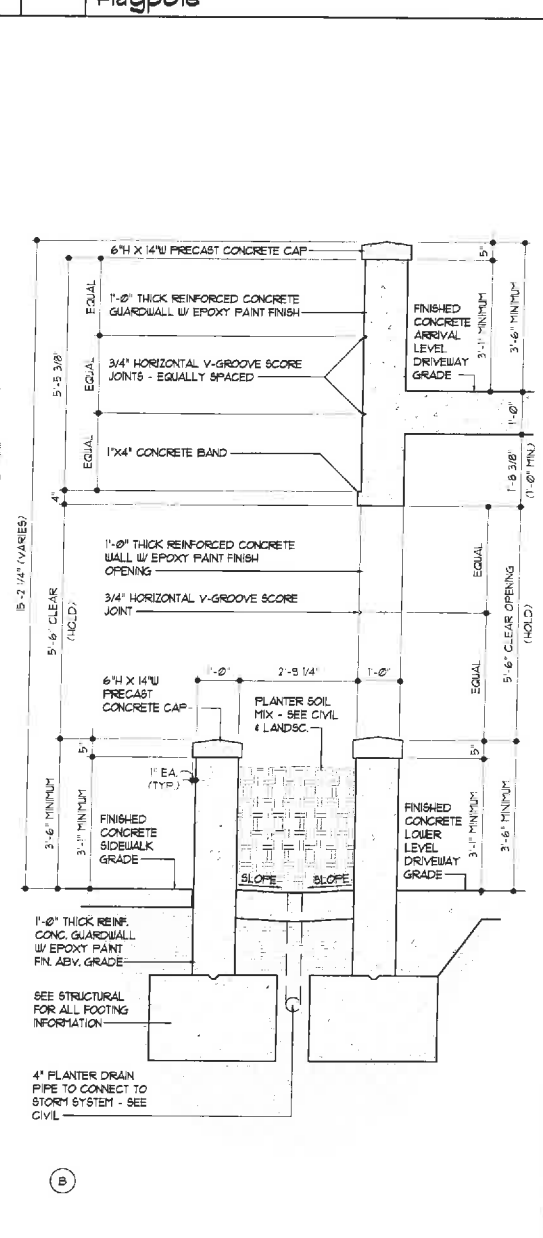 Flagpole
6"H X 14"W PRECAST CONCRETE CAP
1'-0" THICK REINFORCED CONCRETE
GUARDWALL W/ EPOXY PAINT FINISH
3/4" HORIZONTAL V-GROOVE SCORE
JOINTS - EQUALLY SPACED
1"X4" CONCRETE BAND
1'-0" THICK REINFORCED CONCRETE
WALL W/ EPOXY PAINT FINISH
OPENING
3/4" HORIZONTAL V-GROOVE SCORE
JOINT
FINISHED
CONCRETE
ARRIVAL
LEVEL
DRIVEWAY
GRADE
15'-2 1/4" (VARIES)
5'-5 3/8"
EQUAL
EQUAL
EQUAL
4"
5'-6" CLEAR
(HOLD)
3'-6" MINIMUM
5"
3'-1" MINIMUM
5"
3'-1" MINIMUM
3'-6" MINIMUM
1'-0"
1'-8 3/8"
(1'-0" MIN.)
EQUAL
EQUAL
5'-6" CLEAR OPENING
(HOLD)
5"
3'-1" MINIMUM
3'-6" MINIMUM
1'-0"
1'-0"
6"H X 14"W
PRECAST
CONCRETE CAP
PLANTER SOIL
MIX - SEE CIVIL
& LANDSC.
1" EA.
(TYP.)
FINISHED
CONCRETE
SIDEWALK
GRADE
SLOPE
SLOPE
FINISHED
CONCRETE
LOWER
LEVEL
DRIVEWAY
GRADE
1'-0" THICK REINF.
CONC. GUARDWALL
W/ EPOXY PAINT
FIN. ABV. GRADE
SEE STRUCTURAL
FOR ALL FOOTING
INFORMATION
4" PLANTER DRAIN
PIPE TO CONNECT TO
STORM SYSTEM - SEE
CIVIL
B